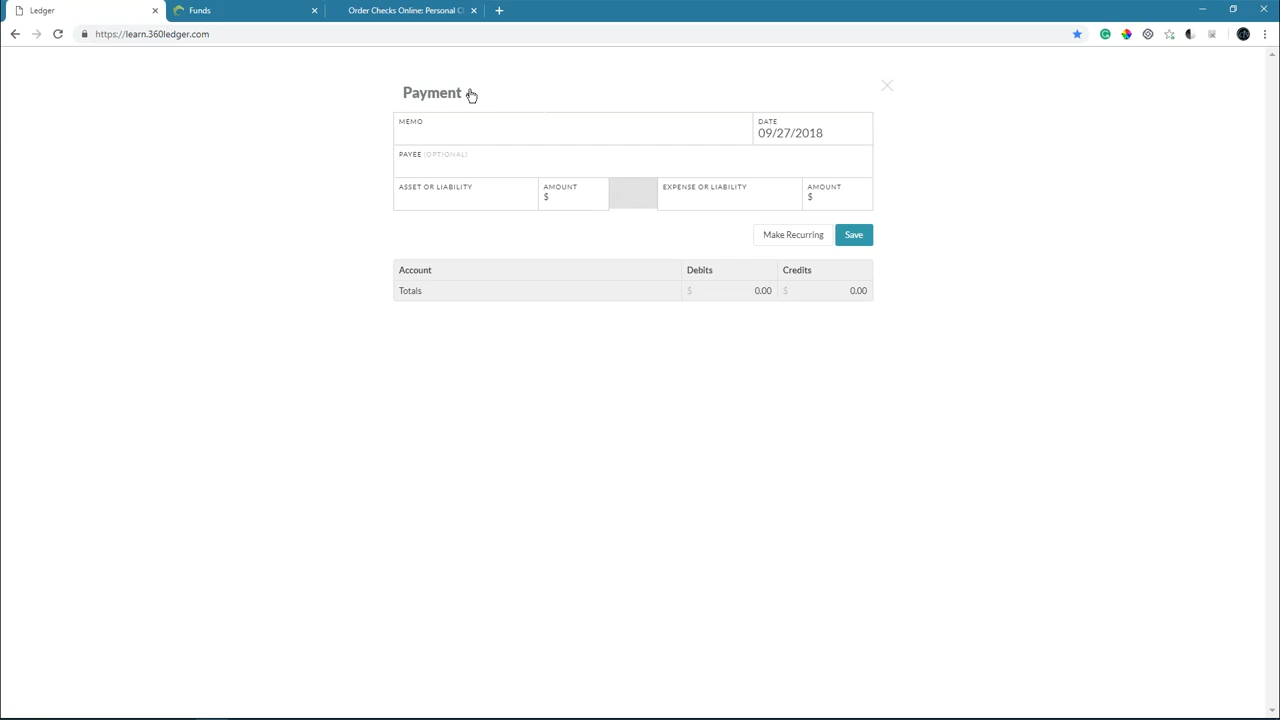 Ledger
Funds
Order Checks Online: Personal C
https://learn.360ledger.com
Payment
MEMO
DATE
09/27/2018
PAYEE (OPTIONAL)
ASSET OR LIABILITY
AMOUNT
$
EXPENSE OR LIABILITY
AMOUNT
$
Make Recurring
Save
Account Debits Credits
Totals $ 0.00 $ 0.00